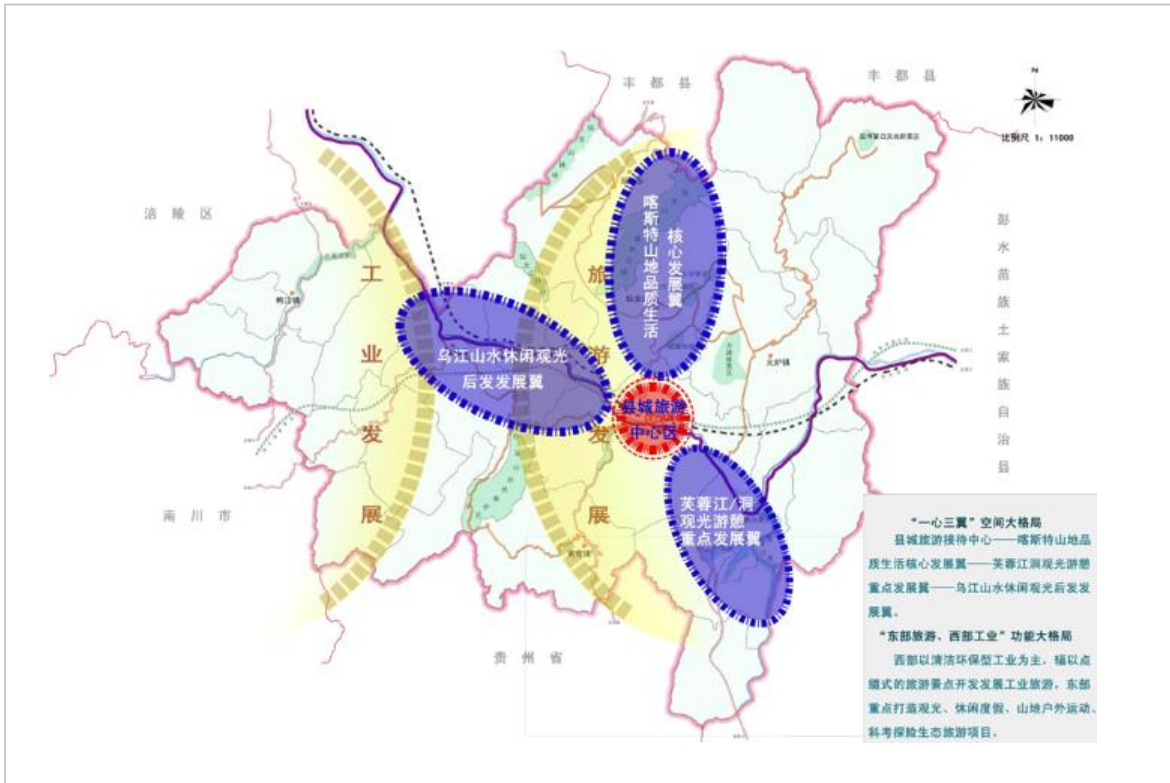 丰都县
丰都县
N
比例尺 1：11000
涪陵区
彭水苗族土家族自治县
喀斯特山地品质生活
核心发展翼
工业发展
旅游发展
鸭江镇
火炉镇
乌江山水休闲观光
后发发展翼
县城旅游
中心区
芙蓉江/洞
观光游憩
重点发展翼
南川市
贵州省
“一心三翼”空间大格局
县城旅游接待中心——喀斯特山地品
质生活核心发展翼——芙蓉江洞观光游憩
重点发展翼——乌江山水休闲观光后发发
展翼。
“东部旅游、西部工业”功能大格局
西部以清洁环保型工业为主，辐以点
缀式的旅游景点开发发展工业旅游。东部
重点打造观光、休闲度假、山地户外运动、
科考探险生态旅游项目。